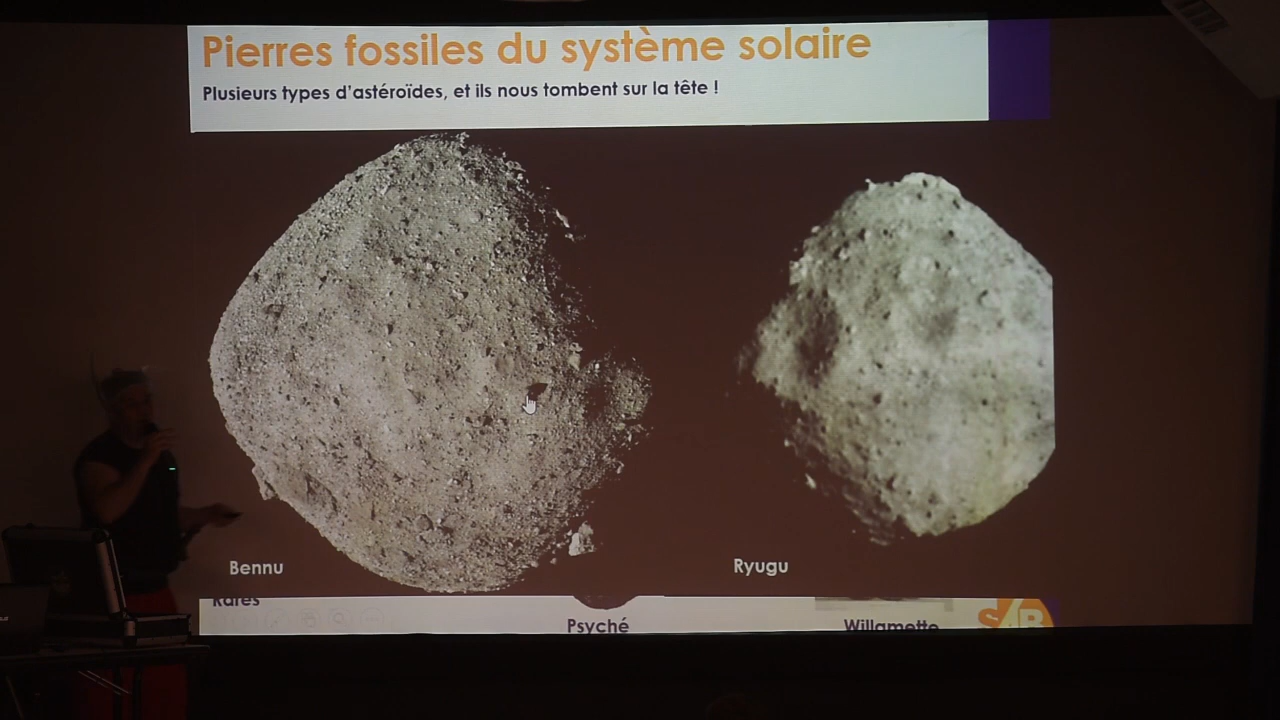 Pierres fossiles du système solaire
Plusieurs types d'astéroïdes, et ils nous tombent sur la tête !
Bennu
Ryugu
Rares
Psyché
Willamette